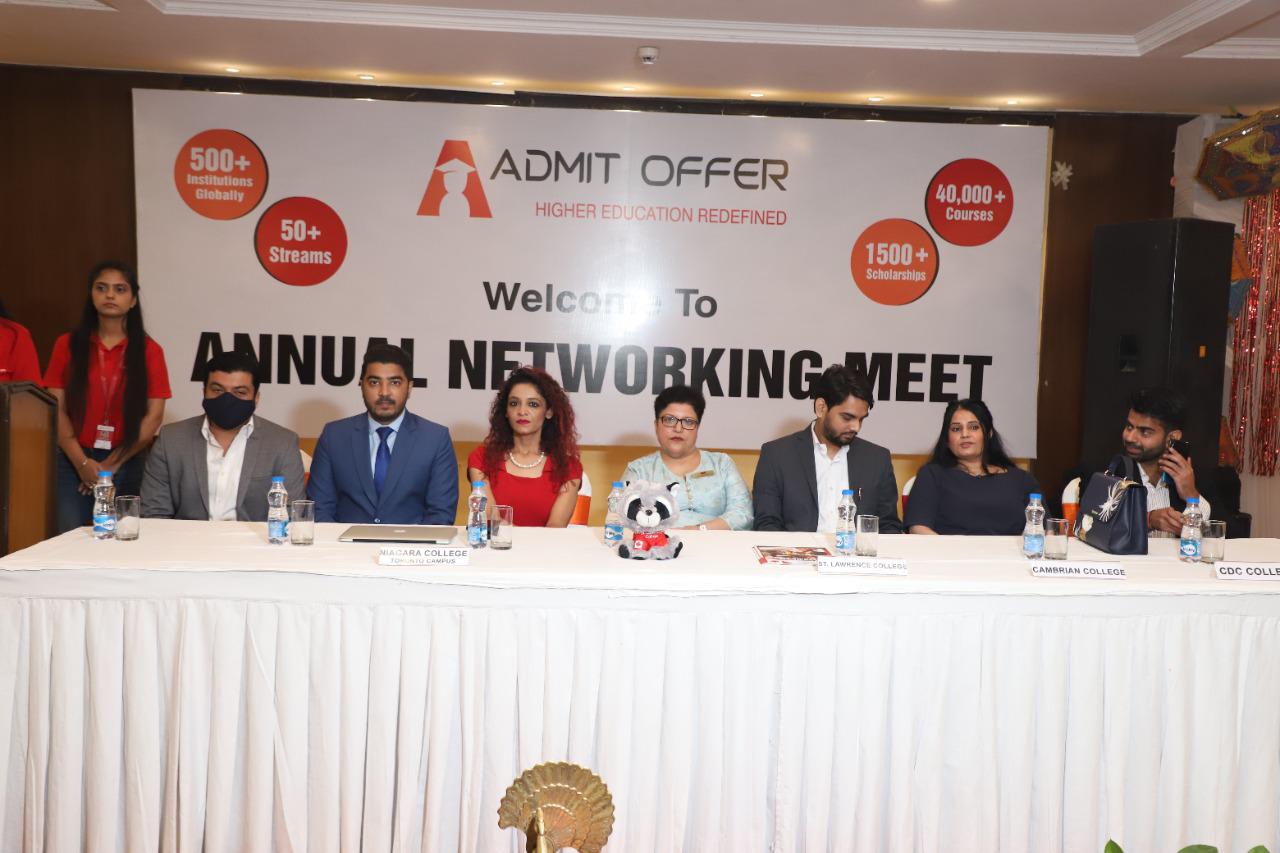 500+
Institutions
Globally
50+
Streams
ADMIT OFFER
HIGHER EDUCATION REDEFINED
40,000+
Courses
1500+
Scholarships
Welcome To
ANNUAL NETWORKING MEET
NIAGARA COLLEGE
TORONTO CAMPUS
ST. LAWRENCE COLLEGE
CAMBRIAN COLLEGE
CDC COLLE